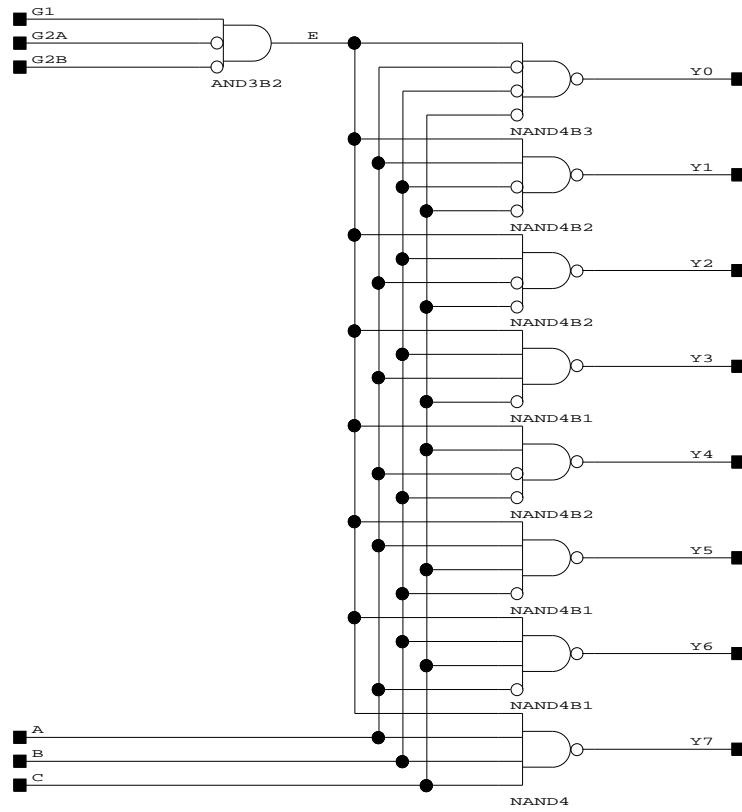 G1
G2A
E
G2B
Y0
AND3B2
NAND4B3
Y1
NAND4B2
Y2
NAND4B2
Y3
NAND4B1
Y4
NAND4B2
Y5
NAND4B1
Y6
NAND4B1
A
Y7
B
C
NAND4